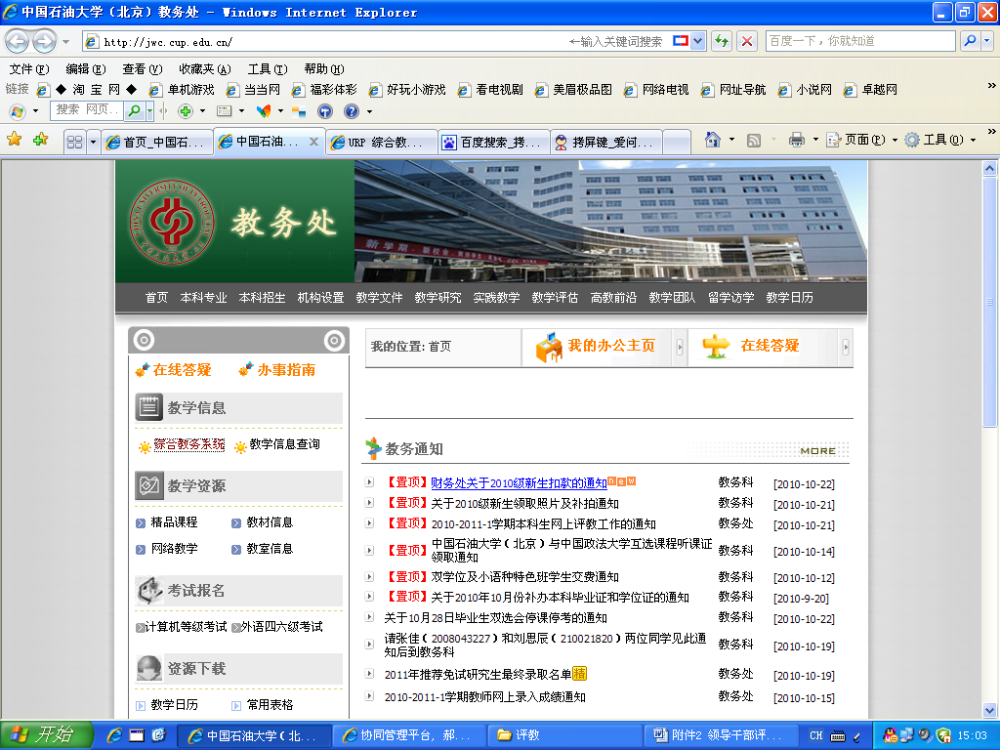 中国石油大学（北京）教务处 - Windows Internet Explorer
http://jwc.cup.edu.cn/
←输入关键词搜索
百度一下，你就知道
文件(F) 编辑(E) 查看(V) 收藏夹(A) 工具(T) 帮助(H)
链接 ◆ 淘 宝 网 ◆ 单机游戏 当当网 福彩体彩 好玩小游戏 看电视剧 美眉极品图 网络电视 网址导航 小说网 卓越网
搜索 网页...
首页_中国石... 中国石油... URP 综合教... 百度搜索_拷... 拷屏键_爱问... 页面(P) 工具(O)
教务处
新学期
首页 本科专业 本科招生 机构设置 教学文件 教学研究 实践教学 教学评估 高教前沿 教学团队 留学访学 教学日历
在线答疑 办事指南
教学信息
综合教务系统 教学信息查询
教学资源
精品课程 教材信息
网络教学 教室信息
考试报名
计算机等级考试 外语四六级考试
资源下载
教学日历 常用表格
我的位置: 首页
我的办公主页
在线答疑
教务通知 MORE
【置顶】财务处关于2010级新生扣款的通知 new 教务科 [2010-10-22]
【置顶】关于2010级新生领取照片及补拍通知 教务科 [2010-10-21]
【置顶】2010-2011-1学期本科生网上评教工作的通知 教务处 [2010-10-21]
【置顶】中国石油大学（北京）与中国政法大学互选课程听课证
领取通知 教务科 [2010-10-14]
【置顶】双学位及小语种特色班学生交费通知 教务科 [2010-10-12]
【置顶】关于2010年10月份补办本科毕业证和学位证的通知 教务科 [2010-9-20]
关于10月28日毕业生双选会停课停考的通知 教务科 [2010-10-22]
请张佳（2008043227）和刘思辰（210021820）两位同学见此通
知后到教务科 教务科 [2010-10-19]
2011年推荐免试研究生最终录取名单 精 教务处 [2010-10-19]
2010-2011-1学期教师网上录入成绩通知 教务处 [2010-10-15]
开始 中国石油大学（北... 协同管理平台，郝... 评教 附件2 领导干部评... CH 15:03